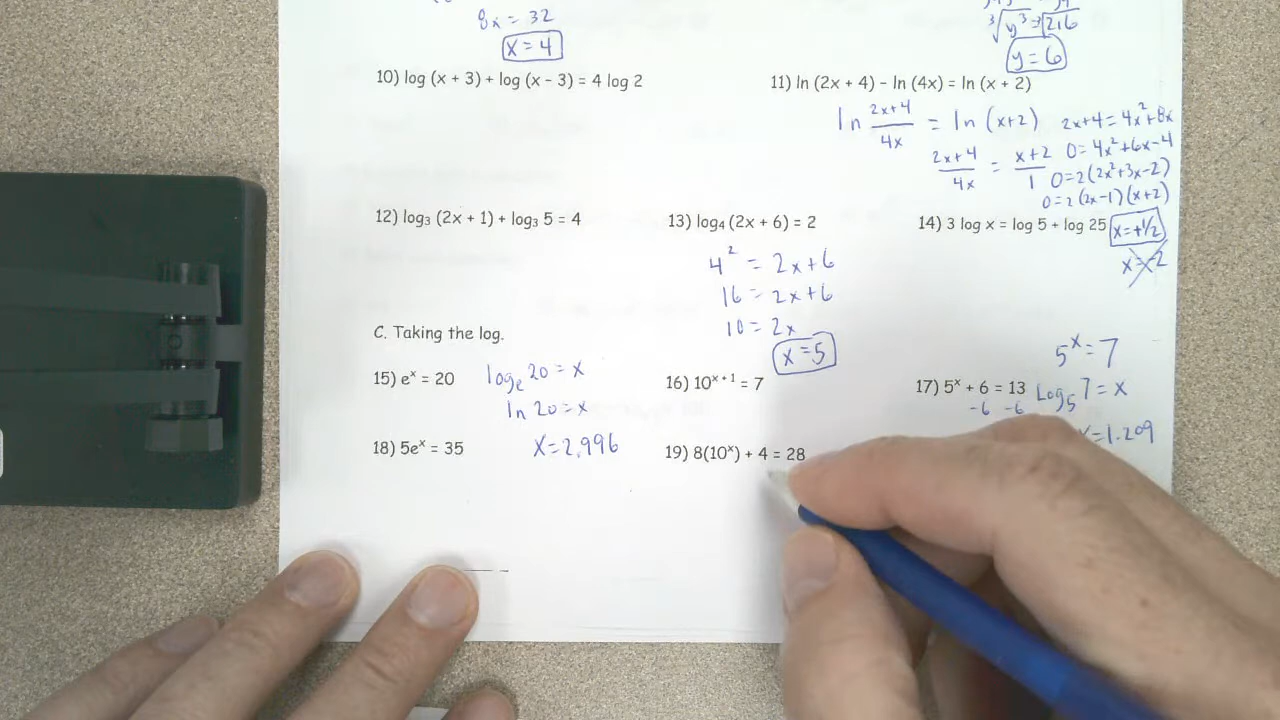 8x = 32
x = 4
∛y³ = ∛216
y = 6
10) log (x + 3) + log (x - 3) = 4 log 2
11) ln (2x + 4) - ln (4x) = ln (x + 2)
ln (2x+4)/4x = ln (x+2)
(2x+4)/4x = (x+2)/1
2x+4 = 4x²+8x
0 = 4x²+6x-4
0=2(2x²+3x-2)
0=2(2x-1)(x+2)
x=+1/2
x=-2
12) log₃ (2x + 1) + log₃ 5 = 4
13) log₄ (2x + 6) = 2
4² = 2x+6
16 = 2x+6
10 = 2x
x=5
14) 3 log x = log 5 + log 25
C. Taking the log.
15) eˣ = 20
logₑ 20 = x
ln 20 = x
x=2.996
16) 10ˣ ⁺ ¹ = 7
17) 5ˣ + 6 = 13
-6 -6
5ˣ = 7
Log₅ 7 = x
x=1.209
18) 5eˣ = 35
19) 8(10ˣ) + 4 = 28